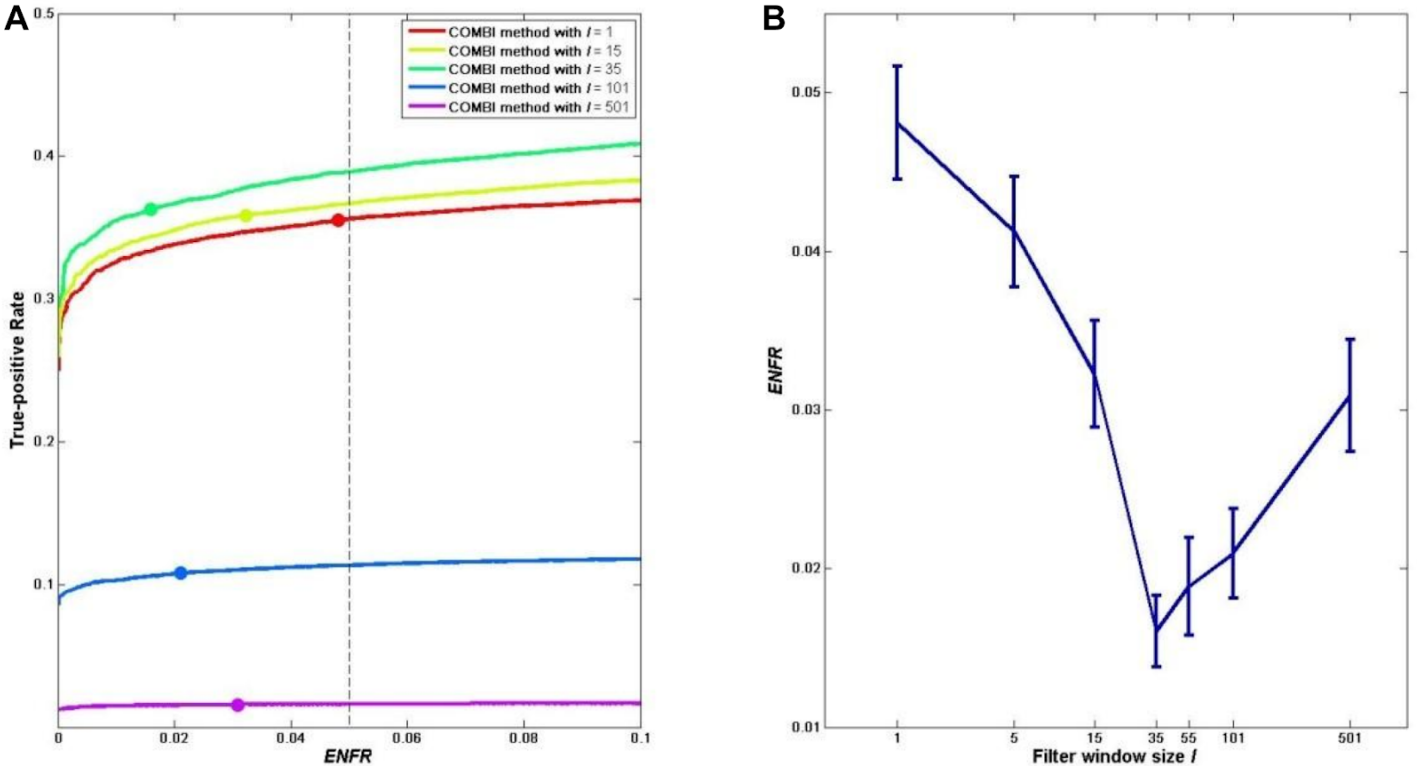 A
0.5
0.4
0.3
0.2
0.1
True-positive Rate
0
0.02
0.04
0.06
0.08
0.1
ENFR
COMBI method with l = 1
COMBI method with l = 15
COMBI method with l = 35
COMBI method with l = 101
COMBI method with l = 501
B
0.05
0.04
0.03
0.02
0.01
ENFR
1
5
15
35
55
101
501
Filter window size l